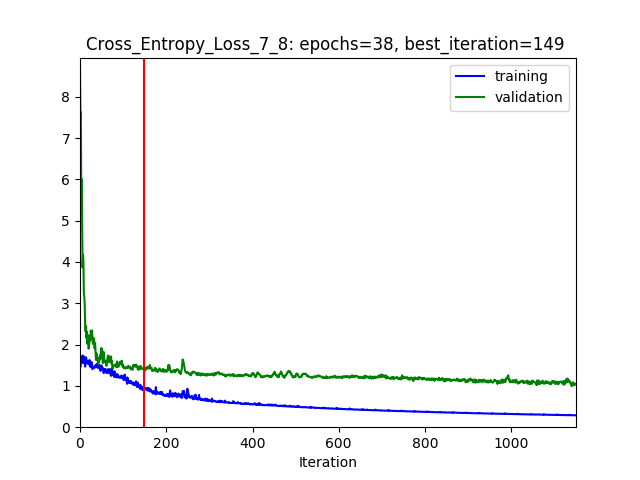 Cross_Entropy_Loss_7_8: epochs=38, best_iteration=149
training
validation
8
7
6
5
4
3
2
1
0
0 200 400 600 800 1000
Iteration